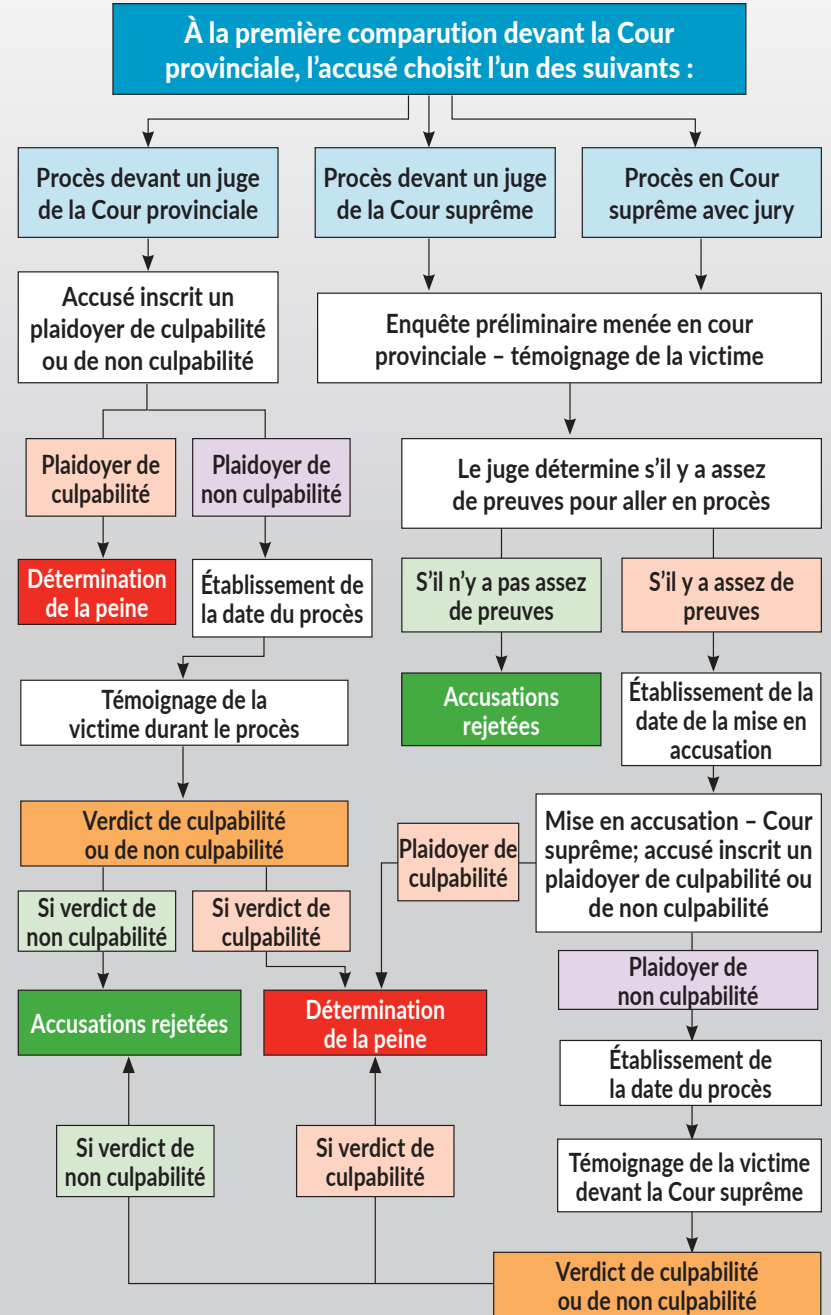 À la première comparution devant la Cour
provinciale, l’accusé choisit l’un des suivants :
Procès devant un juge
de la Cour provinciale
Procès devant un juge
de la Cour suprême
Procès en Cour
suprême avec jury
Accusé inscrit un
plaidoyer de culpabilité
ou de non culpabilité
Enquête préliminaire menée en cour
provinciale – témoignage de la victime
Plaidoyer de
culpabilité
Plaidoyer de
non culpabilité
Le juge détermine s’il y a assez
de preuves pour aller en procès
Détermination
de la peine
Établissement de
la date du procès
S’il n’y a pas assez
de preuves
S’il y a assez de
preuves
Témoignage de la
victime durant le procès
Accusations
rejetées
Établissement de la
date de la mise en
accusation
Verdict de culpabilité
ou de non culpabilité
Plaidoyer de
culpabilité
Mise en accusation – Cour
suprême; accusé inscrit un
plaidoyer de culpabilité ou
de non culpabilité
Si verdict de
non culpabilité
Si verdict de
culpabilité
Plaidoyer de
non culpabilité
Accusations rejetées
Détermination
de la peine
Établissement de
la date du procès
Si verdict de
non culpabilité
Si verdict de
culpabilité
Témoignage de la victime
devant la Cour suprême
Verdict de culpabilité
ou de non culpabilité